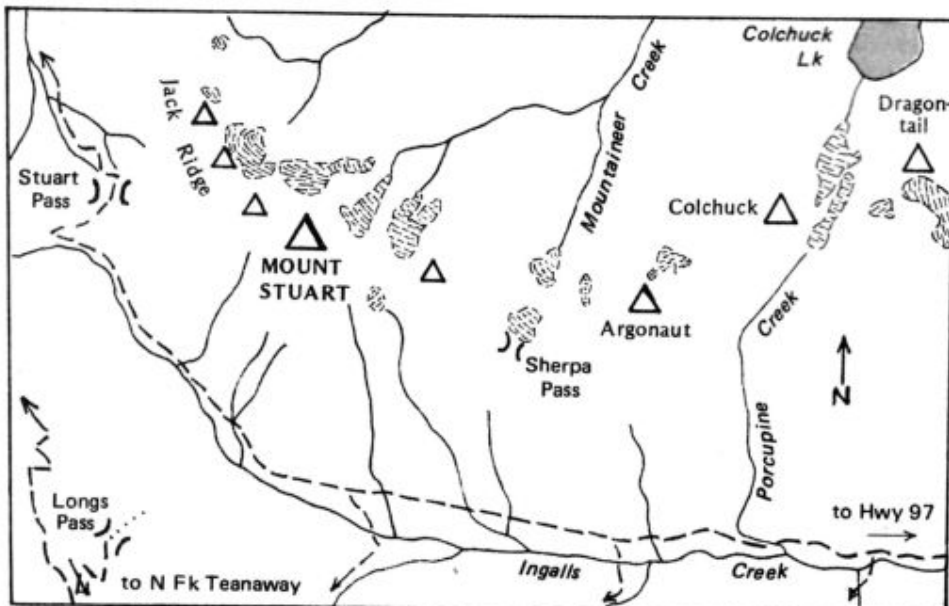 Colchuck
Lk
Creek
Mountaineer
Jack
Ridge
Dragon-
tail
Stuart
Pass
Colchuck
MOUNT
STUART
Argonaut
Sherpa
Pass
Creek
Porcupine
N
Longs
Pass
to Hwy 97
to N Fk Teanaway
Ingalls
Creek